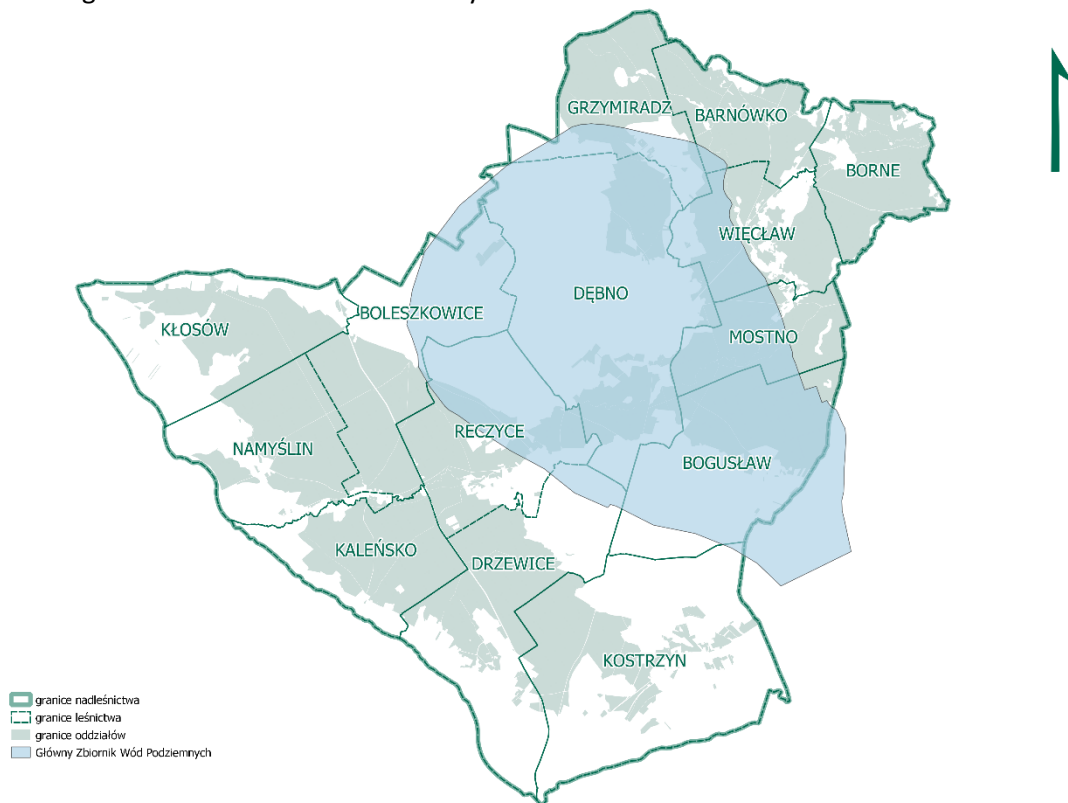 GRZYMIRADZ
BARNÓWKO
BORNE
WIĘCŁAW
DĘBNO
BOLESZKOWICE
KŁOSÓW
MOSTNO
RECZYCE
NAMYŚLIN
BOGUSŁAW
KALEŃSKO
DRZEWICE
KOSTRZYN
granice nadleśnictwa
granice leśnictwa
granice oddziałów
Główny Zbiornik Wód Podziemnych